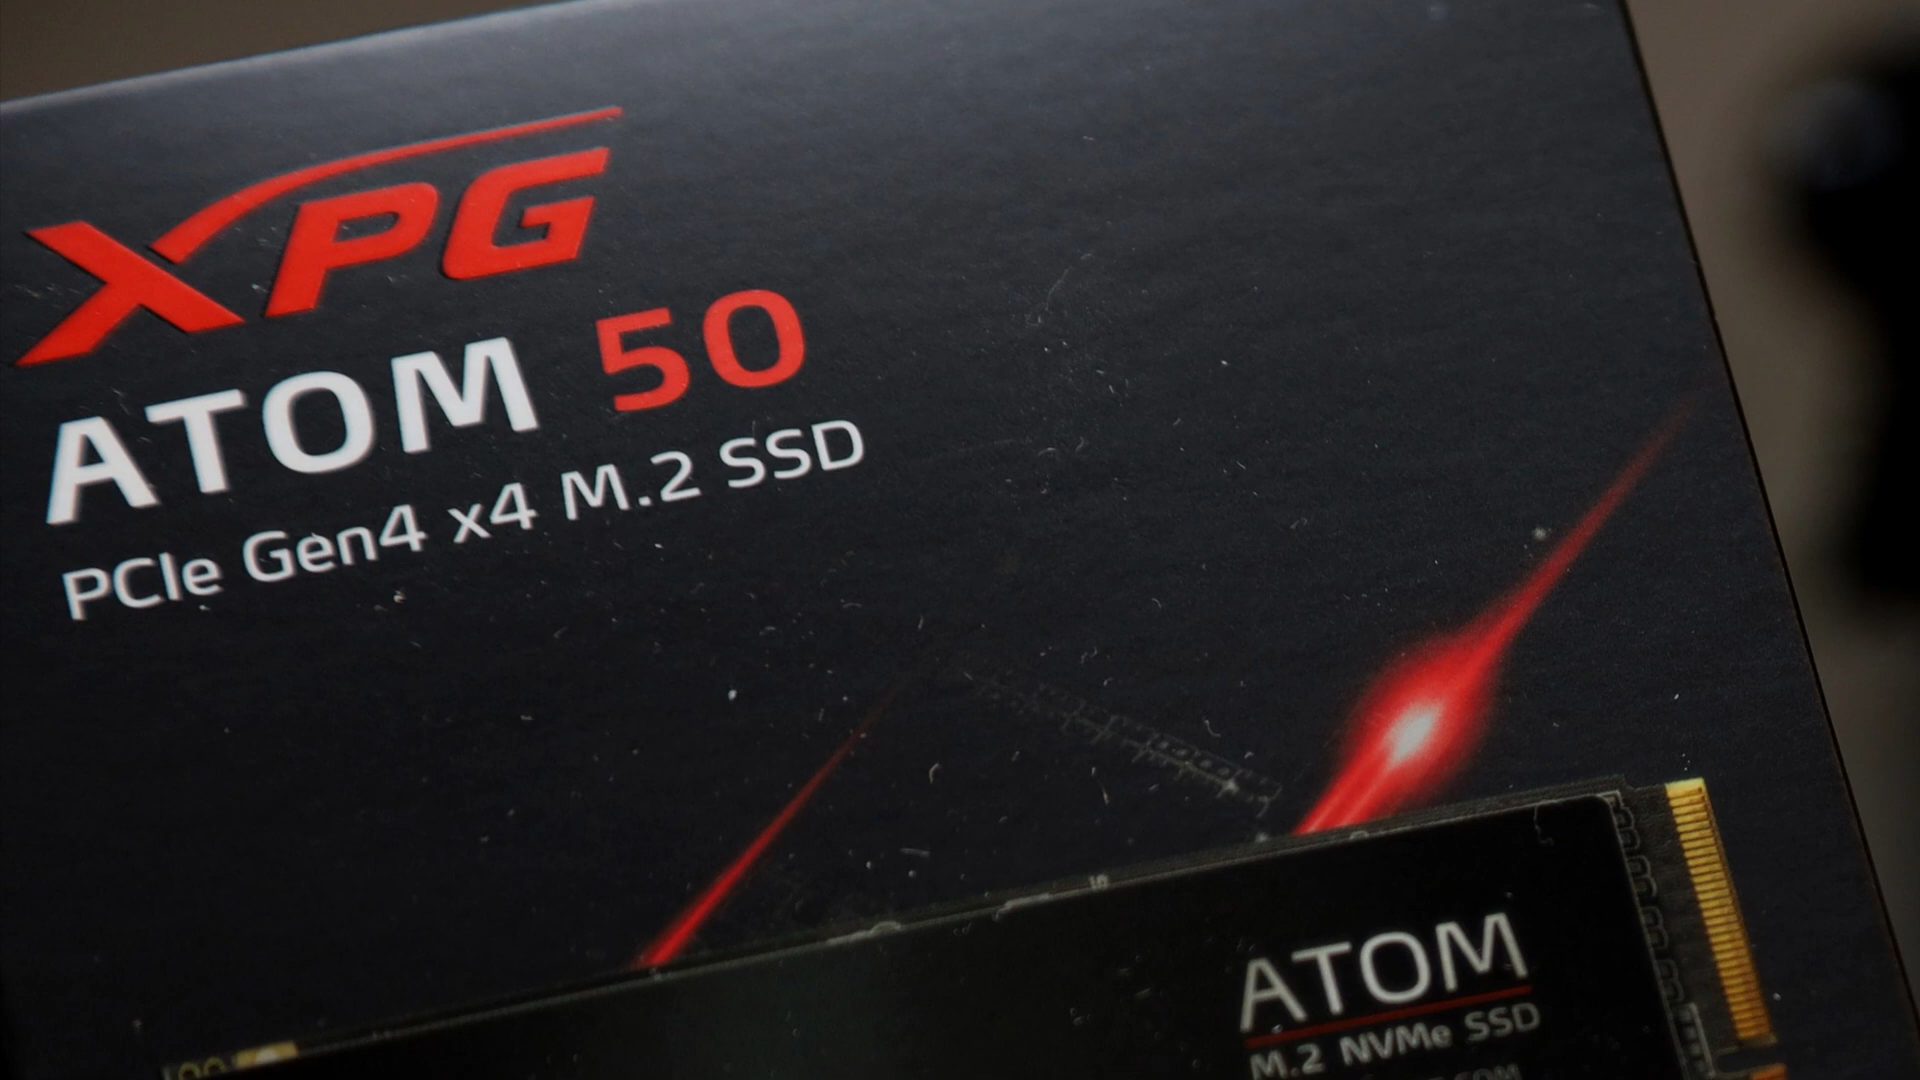 XPG
ATOM 50
PCIe Gen4 x4 M.2 SSD
ATOM
M.2 NVMe SSD